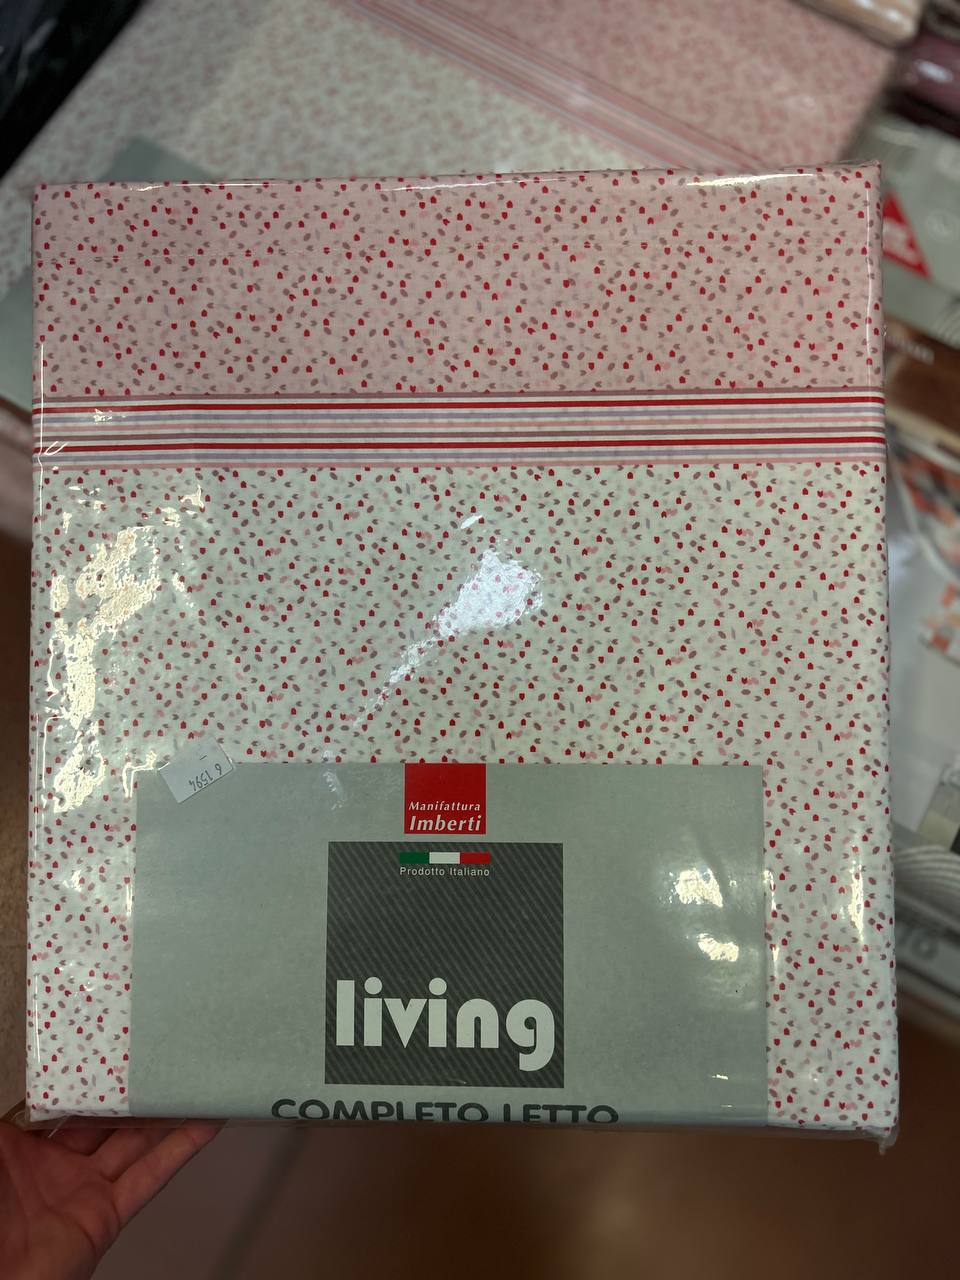 Manifattura
Imberti
Prodotto Italiano
living
COMPLETO LETTO